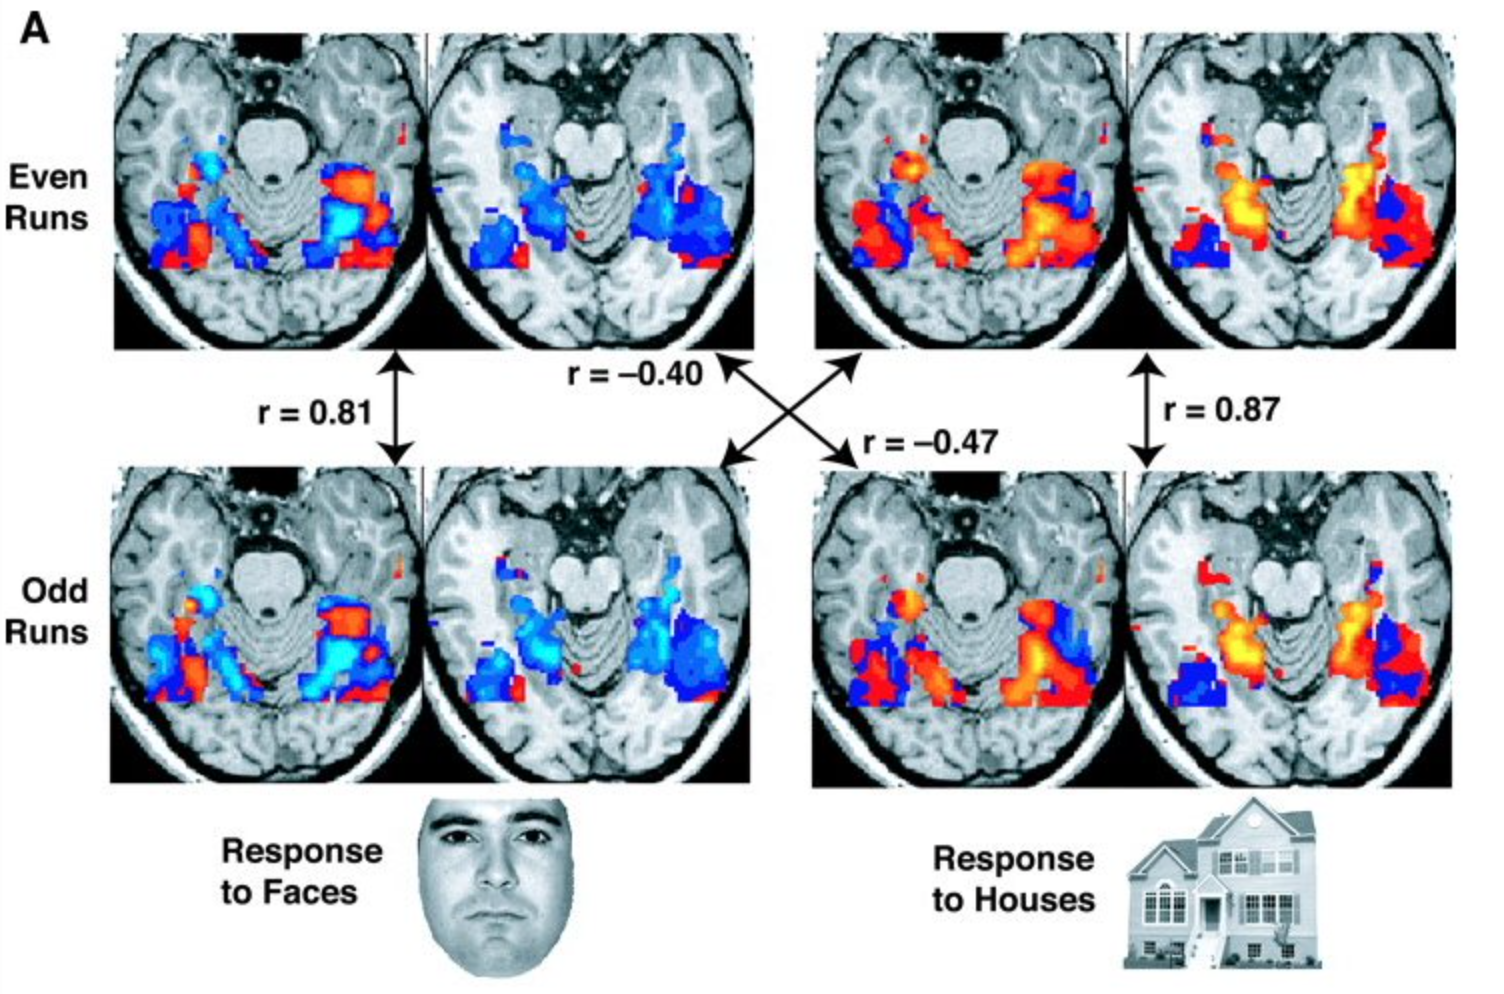 A
Even
Runs
r = –0.40
r = 0.81
r = 0.87
r = –0.47
Odd
Runs
Response
to Faces
Response
to Houses